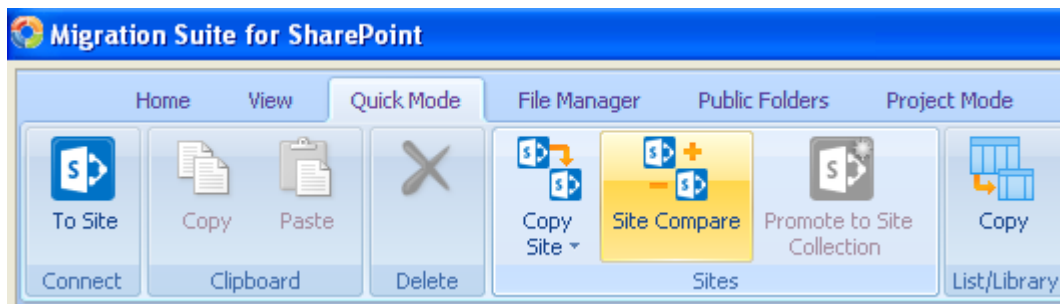 Migration Suite for SharePoint
Home View Quick Mode File Manager Public Folders Project Mode
To Site
Copy
Paste
Copy
Site
Site Compare
Promote to Site
Collection
Copy
Connect Clipboard Delete Sites List/Library